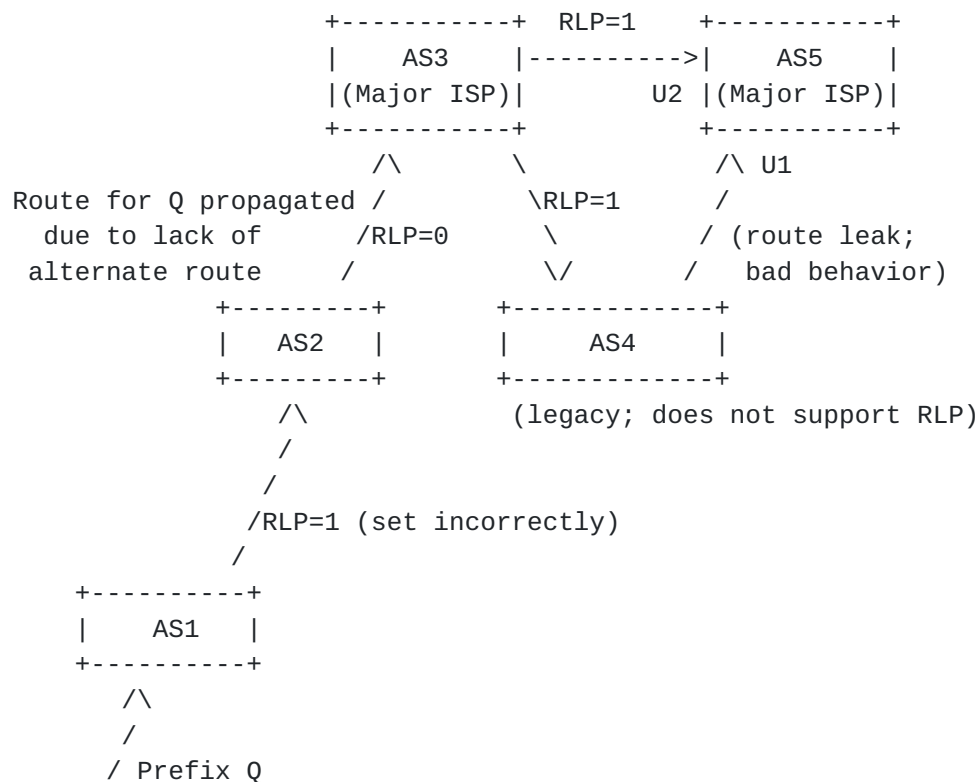 RLP=1
AS3 AS5
(Major ISP) U2 (Major ISP)
U1
Route for Q propagated RLP=1
due to lack of RLP=0 (route leak;
alternate route bad behavior)
AS2 AS4
(legacy; does not support RLP)
RLP=1 (set incorrectly)
AS1
Prefix Q